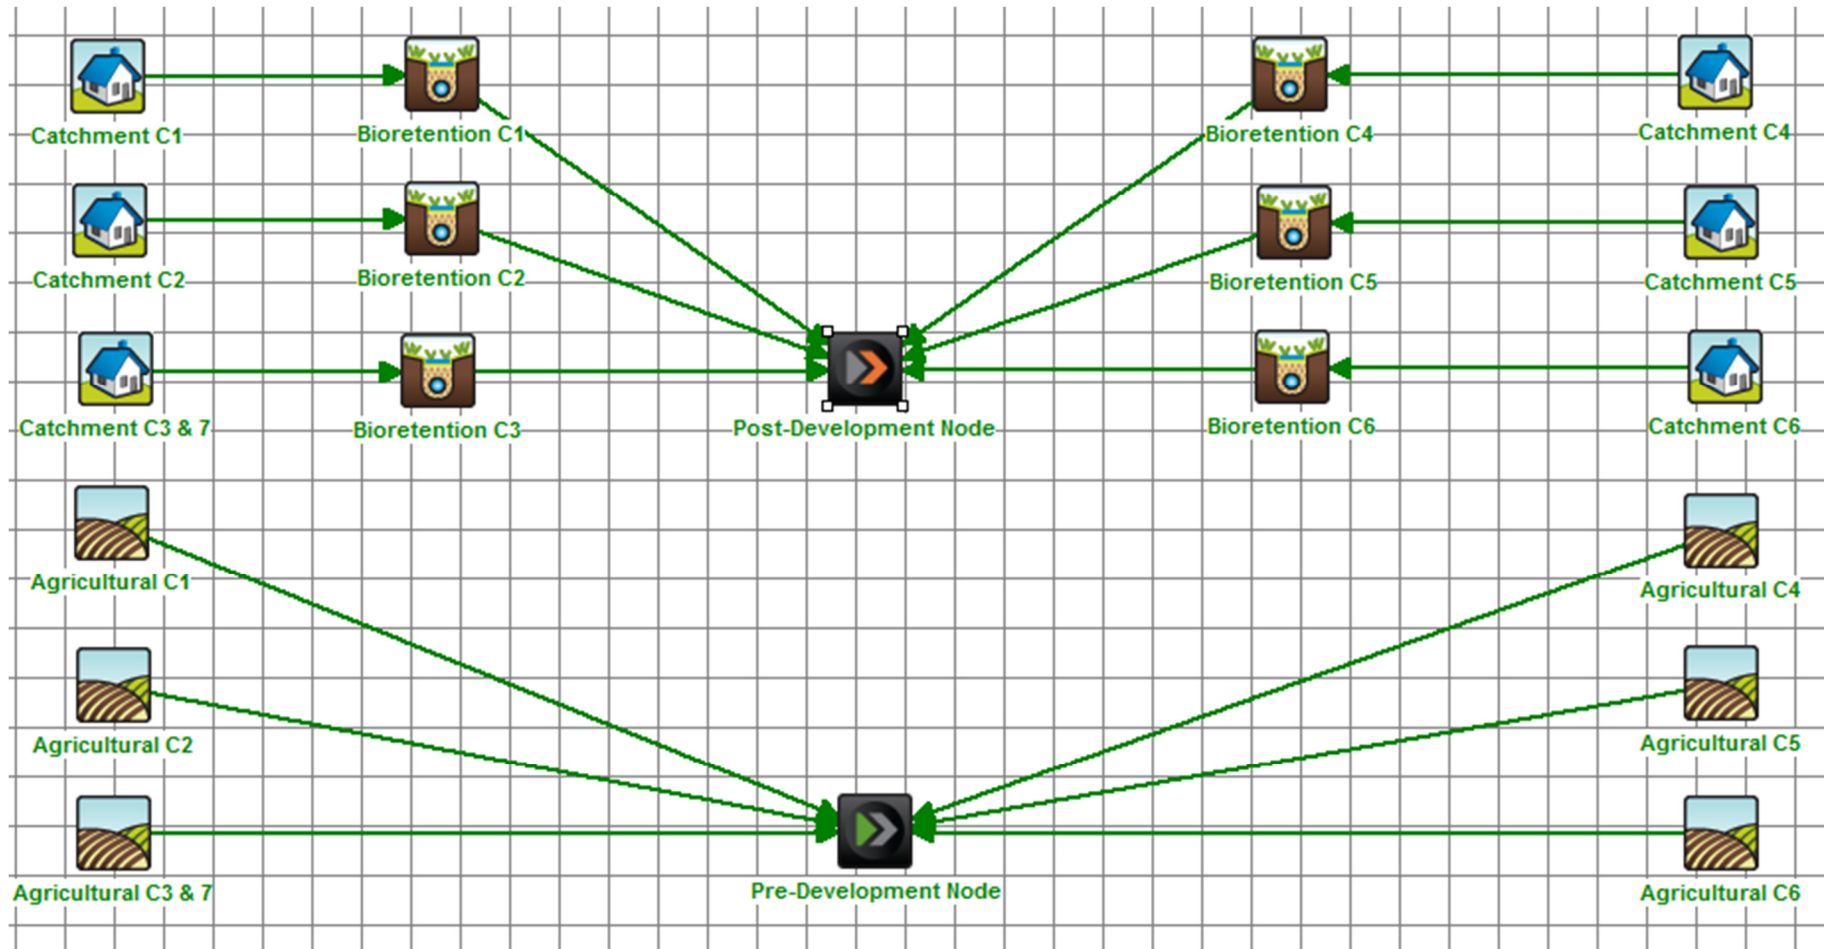 Catchment C1
Bioretention C1
Bioretention C4
Catchment C4
Catchment C2
Bioretention C2
Bioretention C5
Catchment C5
Catchment C3 & 7
Bioretention C3
Post-Development Node
Bioretention C6
Catchment C6
Agricultural C1
Agricultural C4
Agricultural C2
Agricultural C5
Agricultural C3 & 7
Pre-Development Node
Agricultural C6